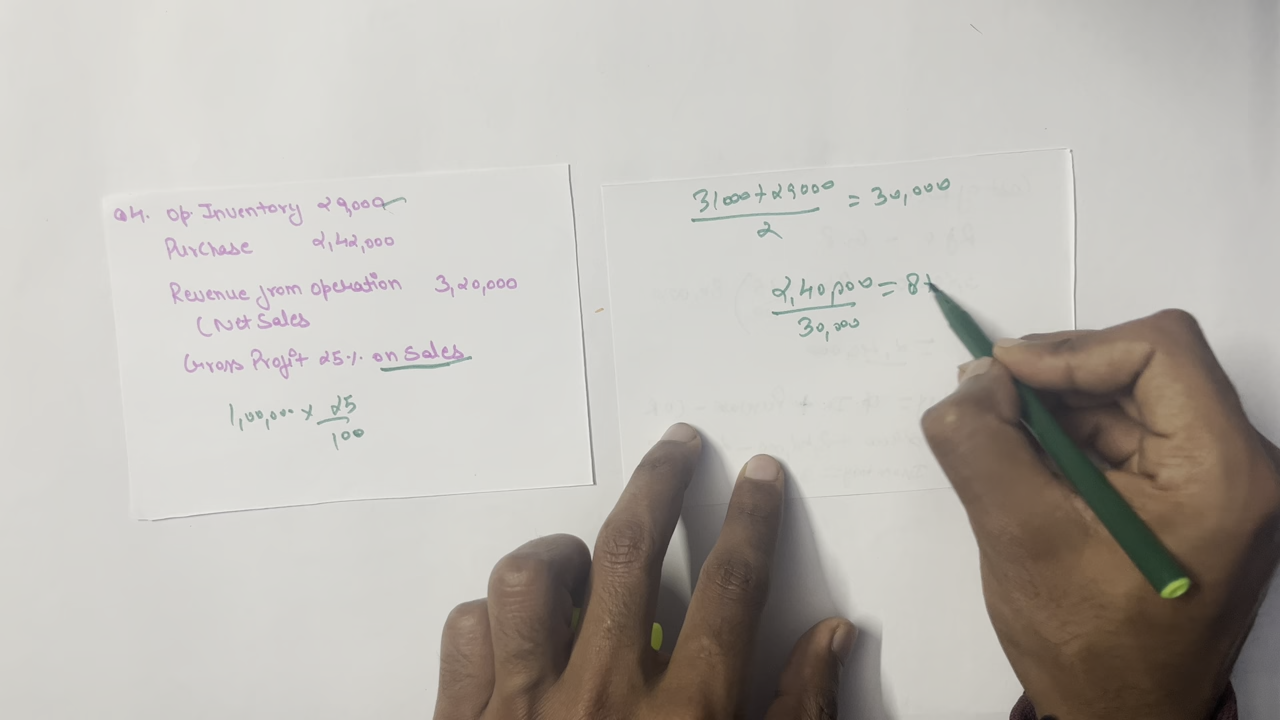 Q4. Op Inventory 29,000
Purchase 2,42,000
Revenue from operation 3,20,000
(Net Sales
Gross Profit 25% on Sales
1,00,000 × 25
100
31000+29000 = 30,000
2
2,40,000 = 8
30,000